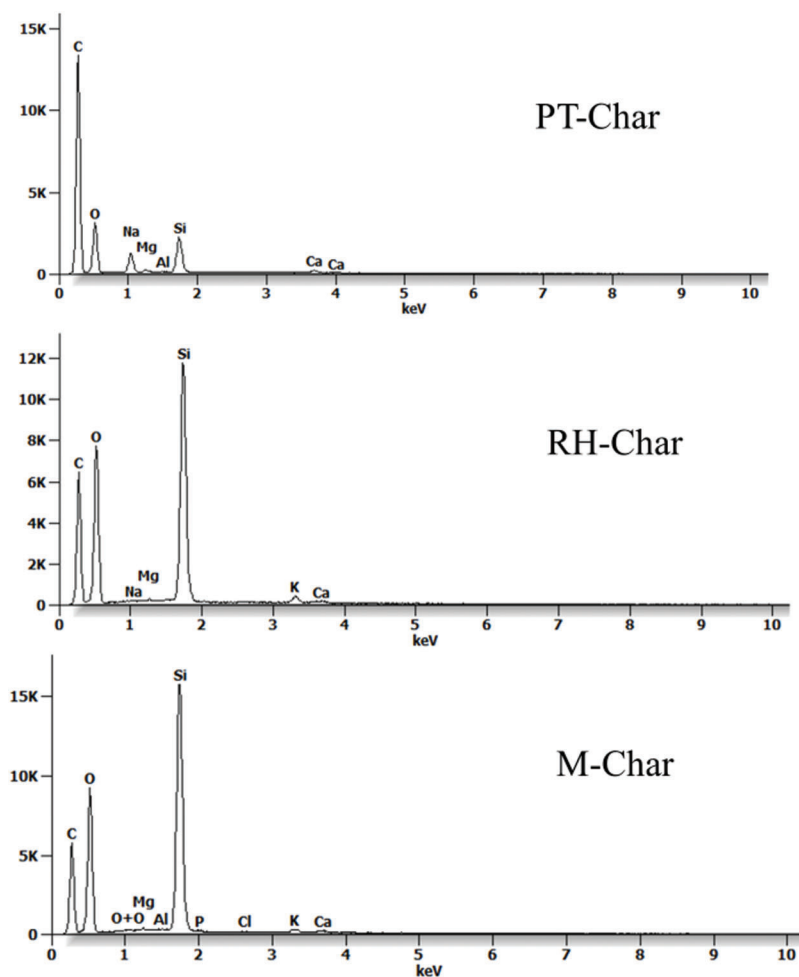 15K
C
PT-Char
10K
5K
O
Na
Mg
Al
Si
Ca
Ca
0
0 1 2 3 4 5 6 7 8 9 10
keV
12K
Si
10K
RH-Char
8K
O
C
6K
4K
2K
Na
Mg
K
Ca
0
0 1 2 3 4 5 6 7 8 9 10
keV
Si
15K
M-Char
10K
O
C
5K
O+O
Mg
Al
P
Cl
K
Ca
0
0 1 2 3 4 5 6 7 8 9 10
keV